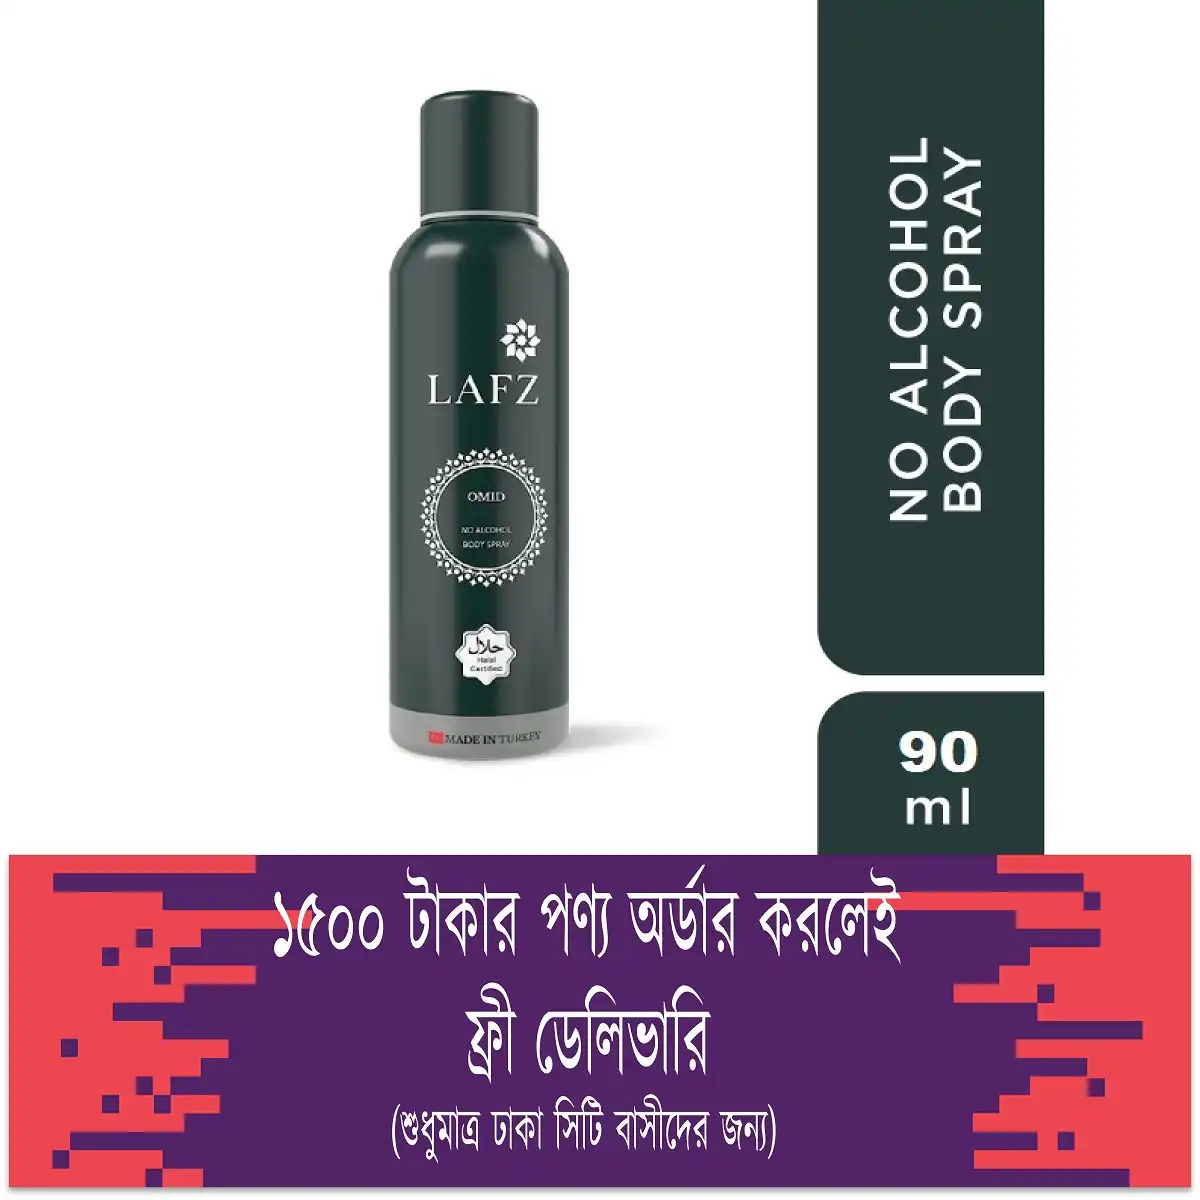 LAFZ
OMID
NO ALCOHOL
BODY SPRAY
حلال
Halal
Certified
MADE IN TURKEY
NO ALCOHOL
BODY SPRAY
90
ml
১৫০০ টাকার পণ্য অর্ডার করলেই
ফ্রী ডেলিভারি
(শুধুমাত্র ঢাকা সিটি বাসীদের জন্য)